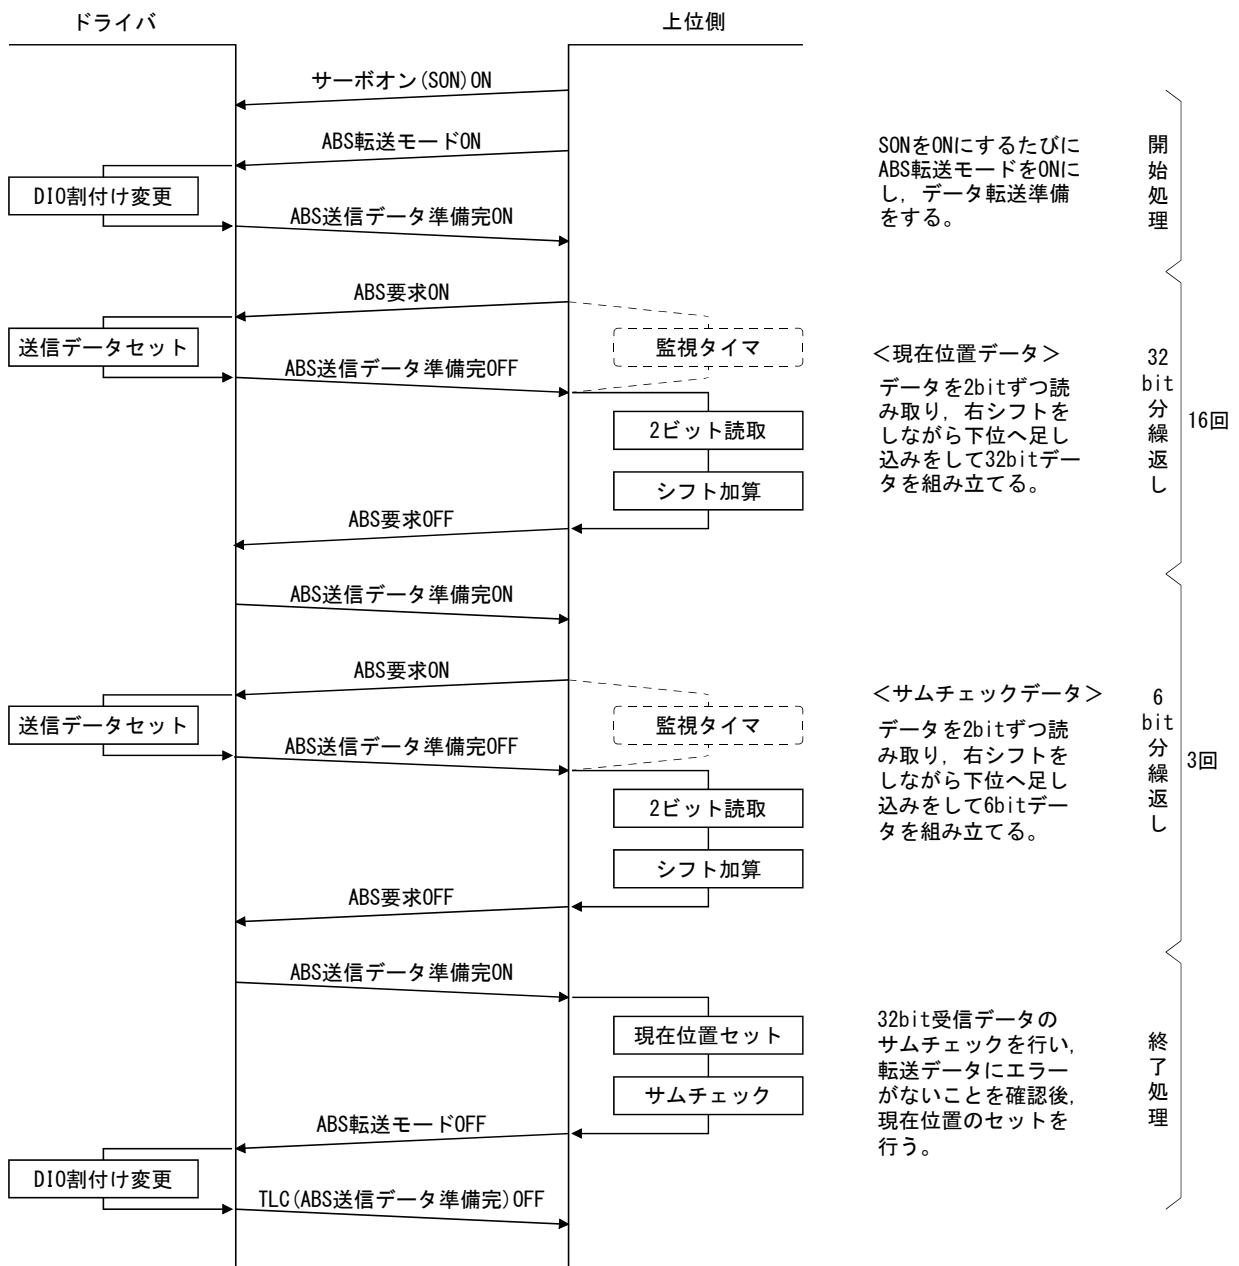 ドライバ
上位側
サーボオン(SON)ON
ABS転送モードON
DIO割付け変更
ABS送信データ準備完ON
SONをONにするたびに
ABS転送モードをONに
し，データ転送準備
をする。
開始処理
ABS要求ON
送信データセット
監視タイマ
ABS送信データ準備完OFF
2ビット読取
シフト加算
ABS要求OFF
ABS送信データ準備完ON
＜現在位置データ＞
データを2bitずつ読
み取り，右シフトを
しながら下位へ足し
込みをして32bitデー
タを組み立てる。
32
bit
分繰返し
16回
ABS要求ON
送信データセット
監視タイマ
ABS送信データ準備完OFF
2ビット読取
シフト加算
ABS要求OFF
ABS送信データ準備完ON
＜サムチェックデータ＞
データを2bitずつ読
み取り，右シフトを
しながら下位へ足し
込みをして6bitデー
タを組み立てる。
6
bit
分繰返し
3回
現在位置セット
サムチェック
ABS転送モードOFF
DIO割付け変更
TLC(ABS送信データ準備完)OFF
32bit受信データの
サムチェックを行い，
転送データにエラー
がないことを確認後，
現在位置のセットを
行う。
終了処理